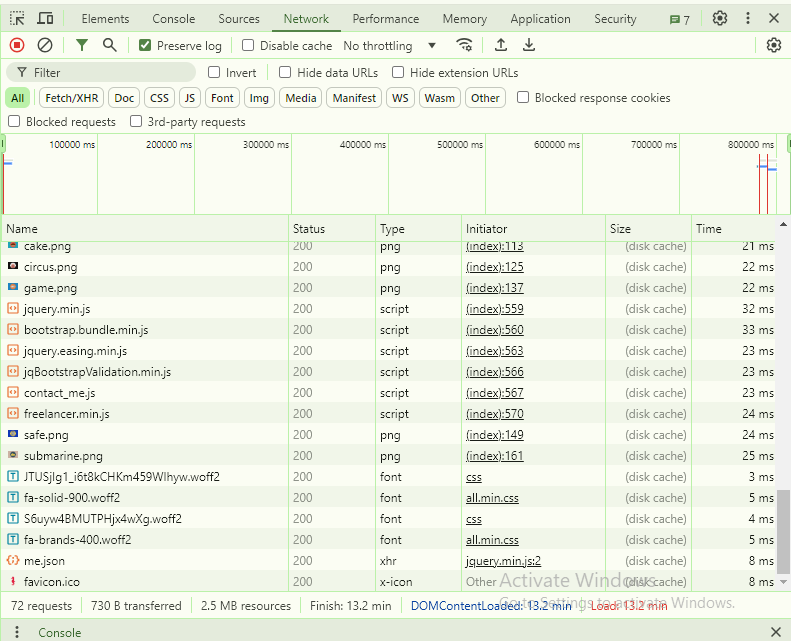 Elements Console Sources Network Performance Memory Application Security 7
Preserve log Disable cache No throttling
Filter Invert Hide data URLs Hide extension URLs
All Fetch/XHR Doc CSS JS Font Img Media Manifest WS Wasm Other Blocked response cookies
Blocked requests 3rd-party requests
100000 ms 200000 ms 300000 ms 400000 ms 500000 ms 600000 ms 700000 ms 800000 ms
Name Status Type Initiator Size Time
cake.png 200 png (index):113 (disk cache) 21 ms
circus.png 200 png (index):125 (disk cache) 22 ms
game.png 200 png (index):137 (disk cache) 22 ms
jquery.min.js 200 script (index):559 (disk cache) 32 ms
bootstrap.bundle.min.js 200 script (index):560 (disk cache) 33 ms
jquery.easing.min.js 200 script (index):563 (disk cache) 23 ms
jqBootstrapValidation.min.js 200 script (index):566 (disk cache) 23 ms
contact_me.js 200 script (index):567 (disk cache) 23 ms
freelancer.min.js 200 script (index):570 (disk cache) 24 ms
safe.png 200 png (index):149 (disk cache) 24 ms
submarine.png 200 png (index):161 (disk cache) 25 ms
JTUSjIg1_i6t8kCHKm459Wlhyw.woff2 200 font css (disk cache) 3 ms
fa-solid-900.woff2 200 font all.min.css (disk cache) 5 ms
S6uyw4BMUTPHjx4wXg.woff2 200 font css (disk cache) 4 ms
fa-brands-400.woff2 200 font all.min.css (disk cache) 5 ms
me.json 200 xhr jquery.min.js:2 (disk cache) 8 ms
favicon.ico 200 x-icon Other (disk cache) 8 ms
Activate Windows
72 requests 730 B transferred 2.5 MB resources Finish: 13.2 min DOMContentLoaded: 13.2 min Load: 13.2 min
Go to Settings to activate Windows.
Console